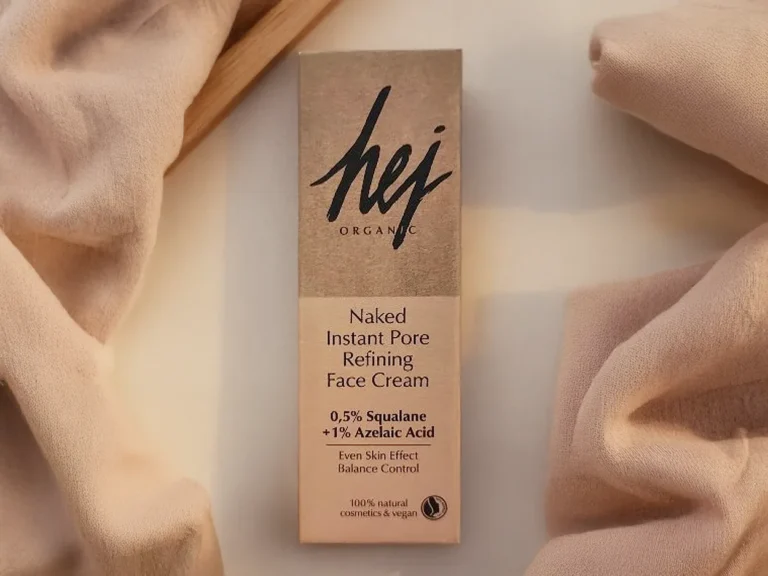 hej
ORGANIC
Naked
Instant Pore
Refining
Face Cream
0,5% Squalane
+1% Azelaic Acid
Even Skin Effect
Balance Control
100% natural
cosmetics & vegan